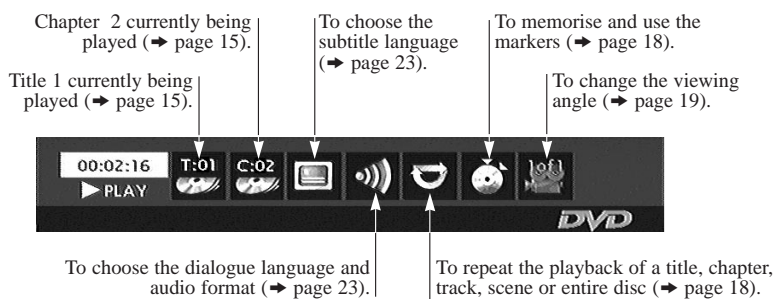 Chapter 2 currently being
played (➜ page 15).
To choose the
subtitle language
(➜ page 23).
To memorise and use the
markers (➜ page 18).
Title 1 currently being
played (➜ page 15).
To change the viewing
angle (➜ page 19).
00:02:16
PLAY
T:01
C:02
1of1
DVD
To choose the dialogue language and
audio format (➜ page 23).
To repeat the playback of a title, chapter,
track, scene or entire disc (➜ page 18).